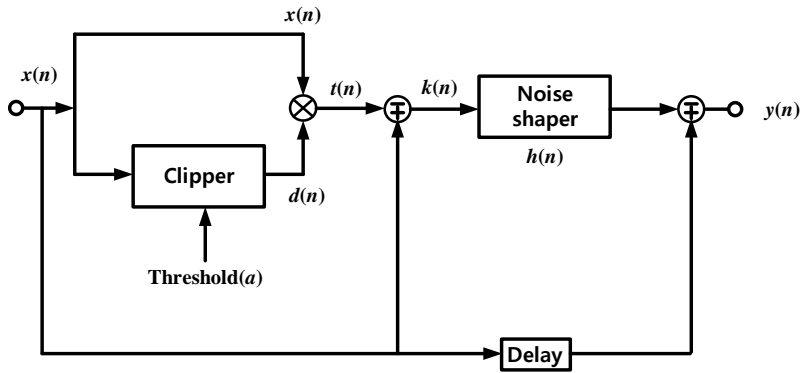 x(n)
x(n)
t(n)
k(n)
Noise
shaper
h(n)
y(n)
Clipper
d(n)
Threshold(a)
Delay